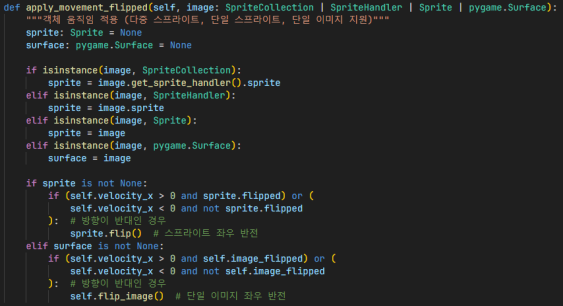 def apply_movement_flipped(self, image: SpriteCollection | SpriteHandler | Sprite | pygame.Surface):
    """객체 움직임 적용 (다중 스프라이트, 단일 스프라이트, 단일 이미지 지원)"""
    sprite: Sprite = None
    surface: pygame.Surface = None

    if isinstance(image, SpriteCollection):
        sprite = image.get_sprite_handler().sprite
    elif isinstance(image, SpriteHandler):
        sprite = image.sprite
    elif isinstance(image, Sprite):
        sprite = image
    elif isinstance(image, pygame.Surface):
        surface = image

    if sprite is not None:
        if (self.velocity_x > 0 and sprite.flipped) or (
            self.velocity_x < 0 and not sprite.flipped
        ):  # 방향이 반대인 경우
            sprite.flip()  # 스프라이트 좌우 반전
    elif surface is not None:
        if (self.velocity_x > 0 and self.image_flipped) or (
            self.velocity_x < 0 and not self.image_flipped
        ):  # 방향이 반대인 경우
            self.flip_image()  # 단일 이미지 좌우 반전